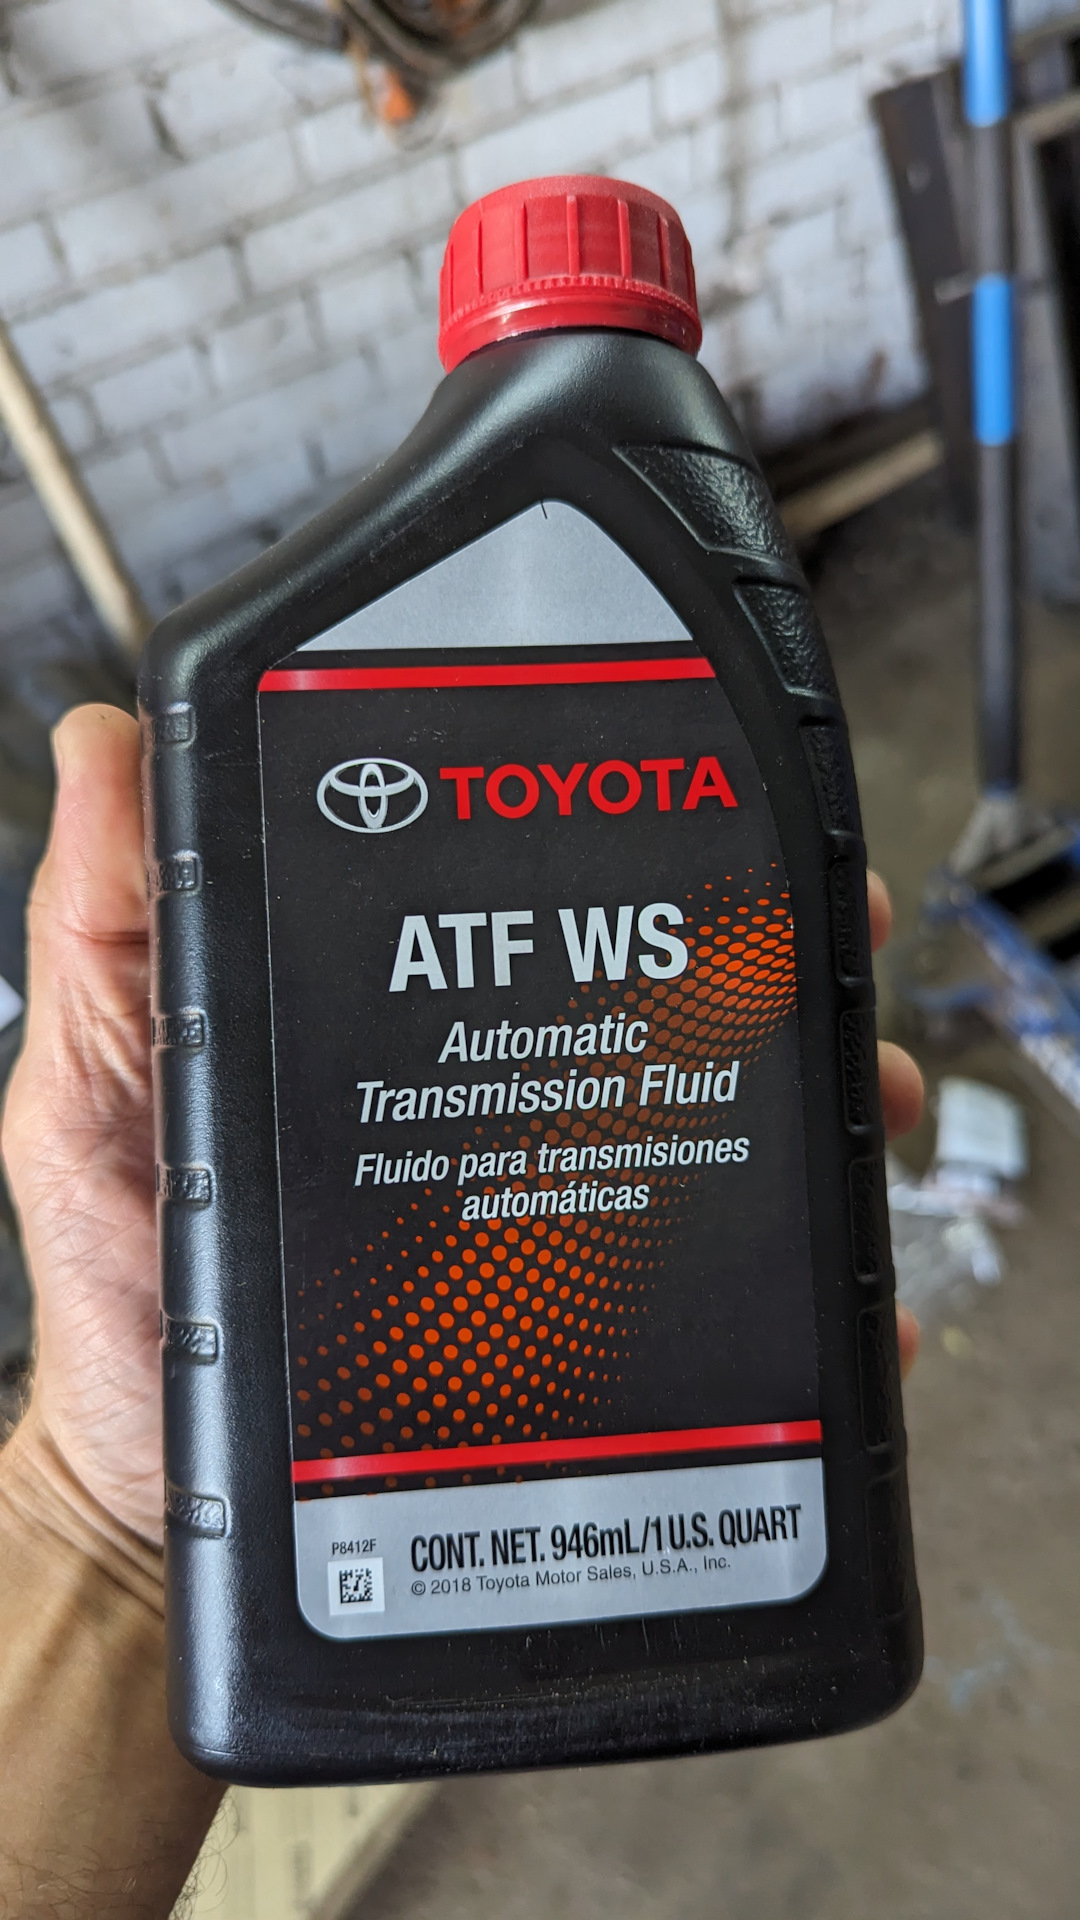 TOYOTA
ATF WS
Automatic
Transmission Fluid
Fluido para transmisiones
automáticas
P8412F
CONT. NET. 946mL/1 U.S. QUART
© 2018 Toyota Motor Sales, U.S.A., Inc.